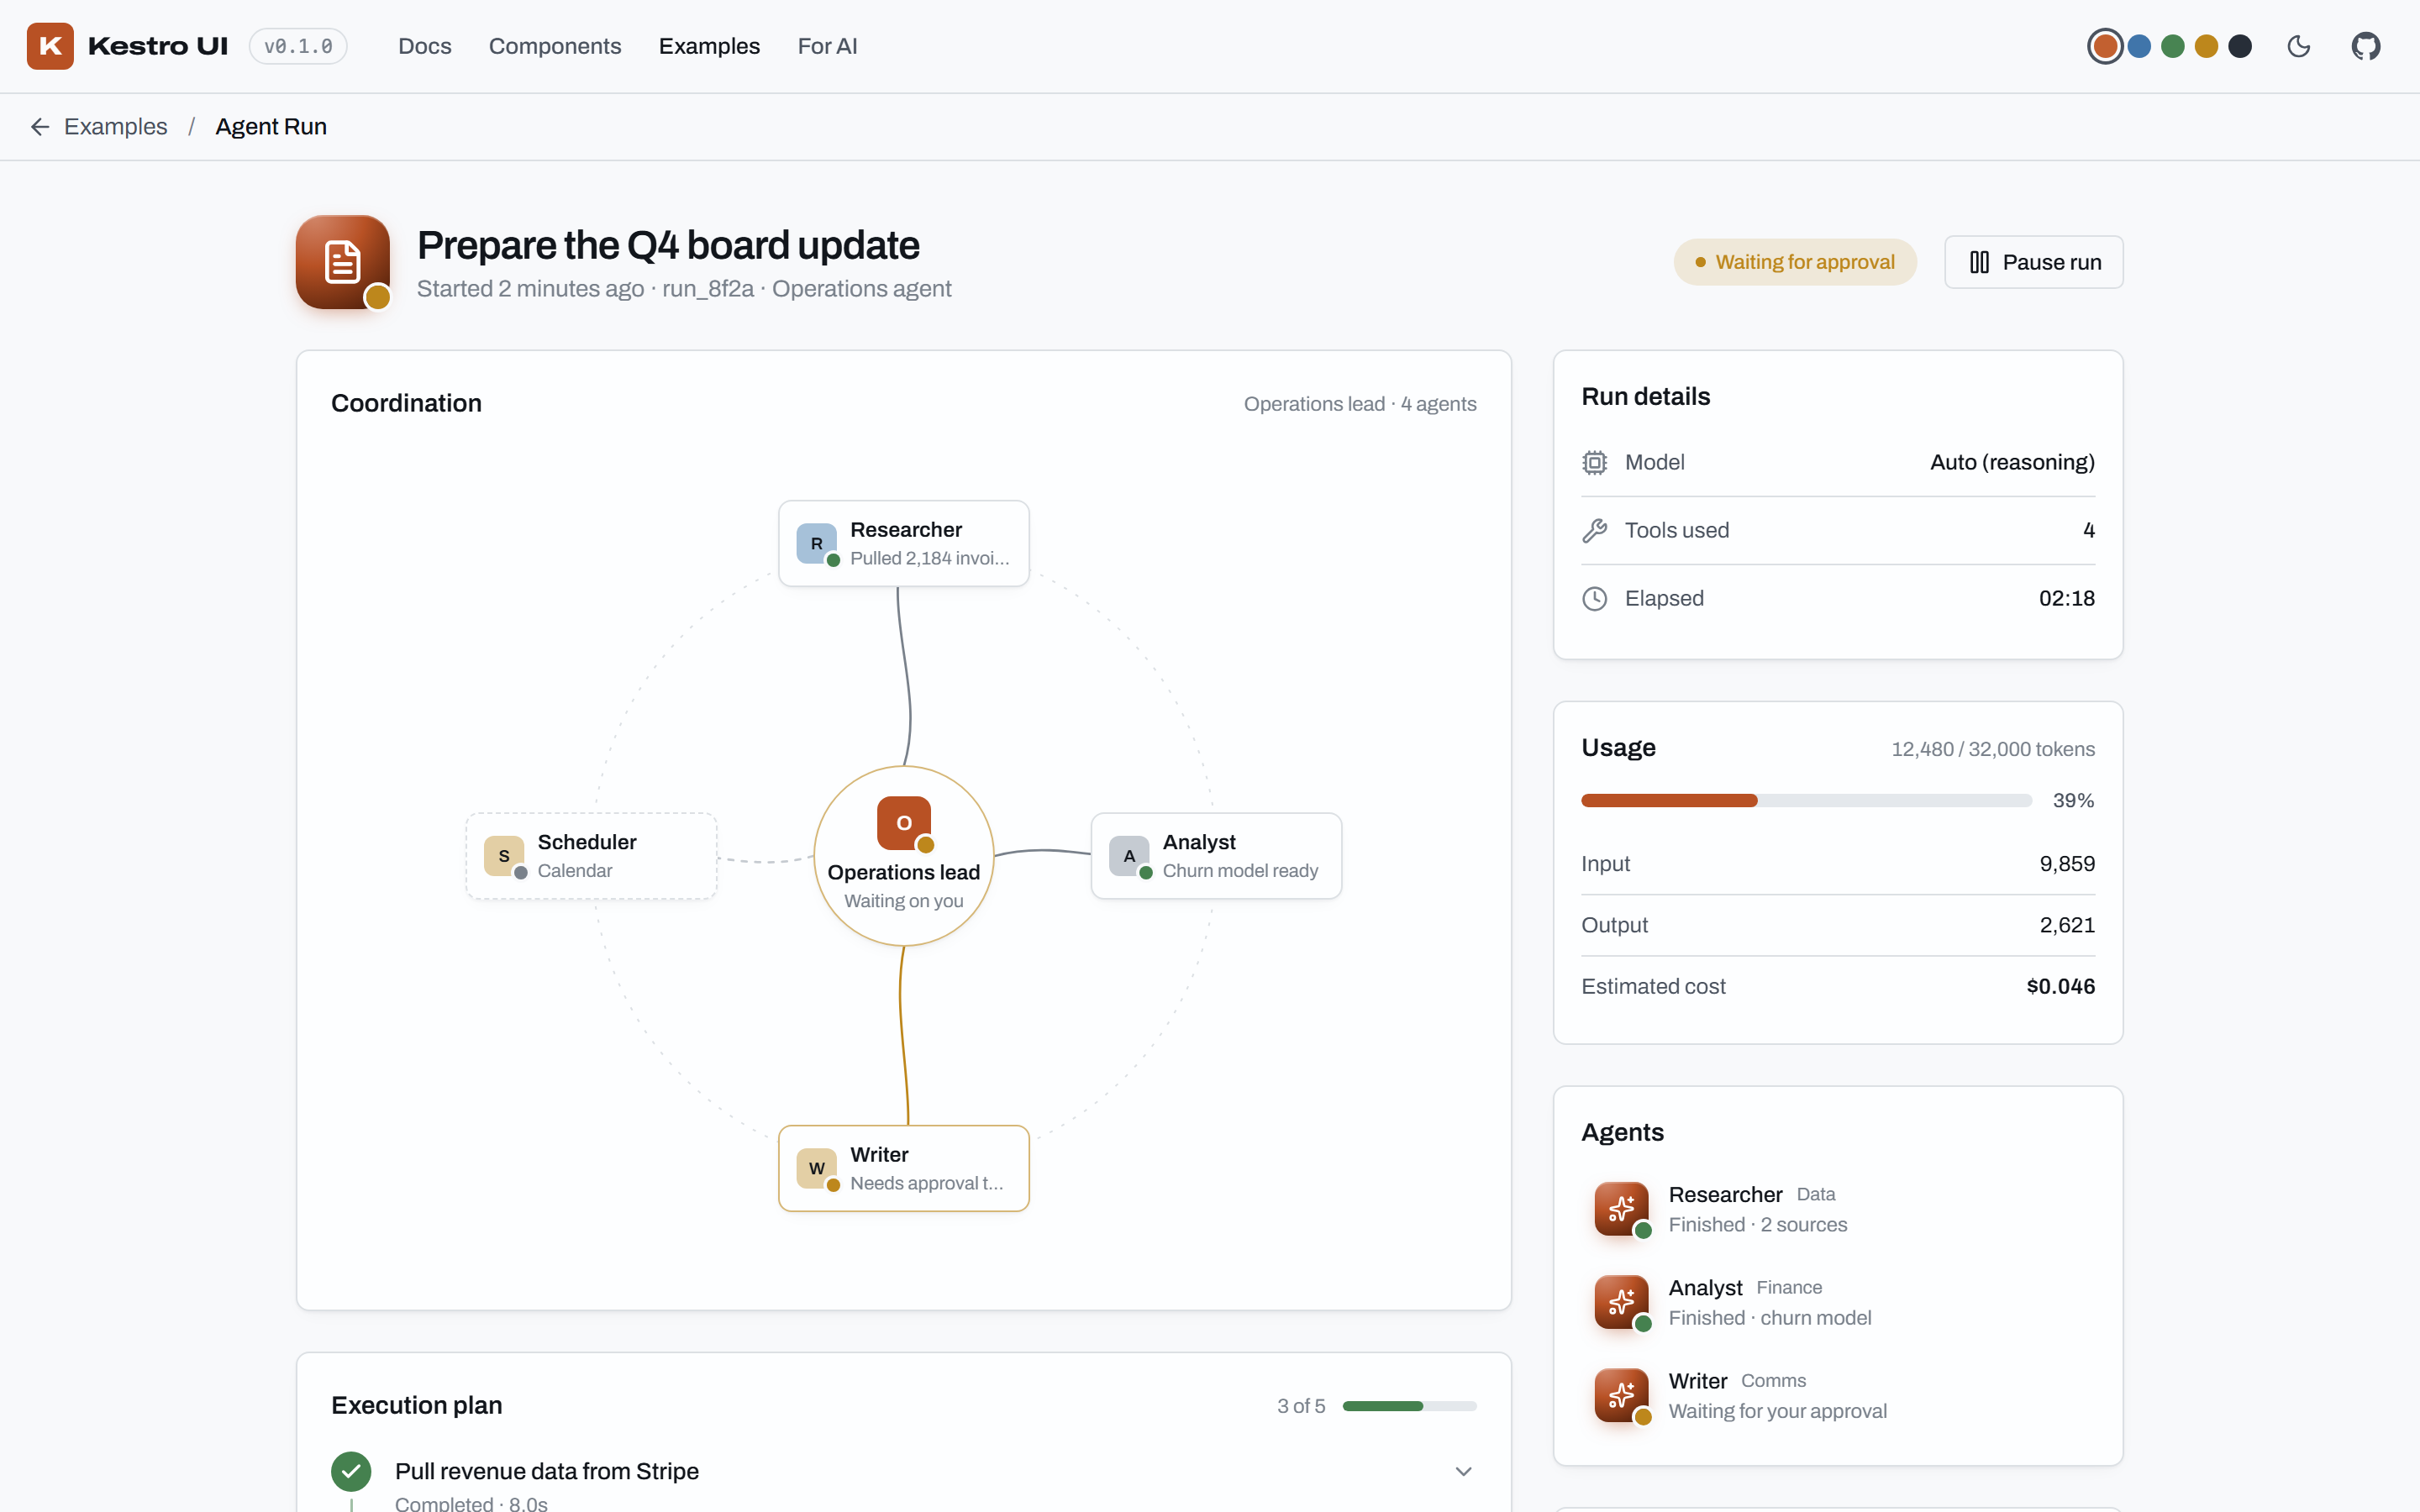 K Kestro UI v0.1.0 Docs Components Examples For AI
Examples / Agent Run
Prepare the Q4 board update
Started 2 minutes ago · run_8f2a · Operations agent
Waiting for approval
Pause run
Coordination
Operations lead · 4 agents
R
Researcher
Pulled 2,184 invoi...
S
Scheduler
Calendar
O
Operations lead
Waiting on you
A
Analyst
Churn model ready
W
Writer
Needs approval t...
Execution plan
3 of 5
Pull revenue data from Stripe
Completed · 8.0s
Run details
Model Auto (reasoning)
Tools used 4
Elapsed 02:18
Usage 12,480 / 32,000 tokens
39%
Input 9,859
Output 2,621
Estimated cost $0.046
Agents
Researcher Data
Finished · 2 sources
Analyst Finance
Finished · churn model
Writer Comms
Waiting for your approval